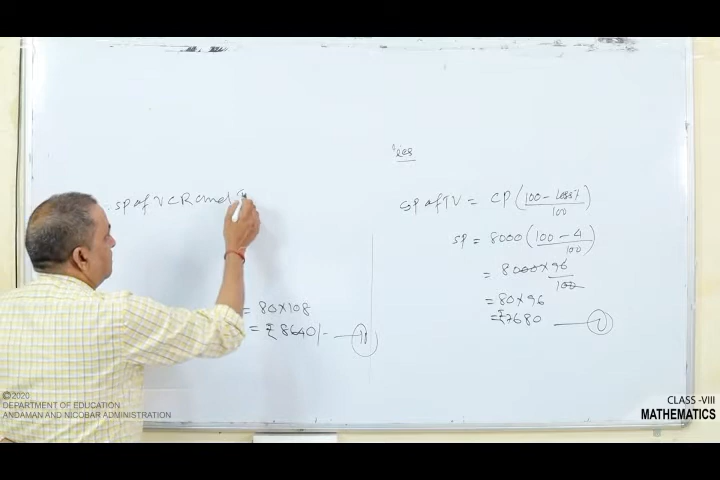 SP of VCR and
= 80×108
= ₹8640/- — (ii)
ies
SP of TV = CP (100 - loss%/100)
SP = 8000 (100 - 4/100)
= 8000×96/100
= 80×96
= ₹7680 — (i)
©2020
DEPARTMENT OF EDUCATION
ANDAMAN AND NICOBAR ADMINISTRATION
CLASS -VIII
MATHEMATICS